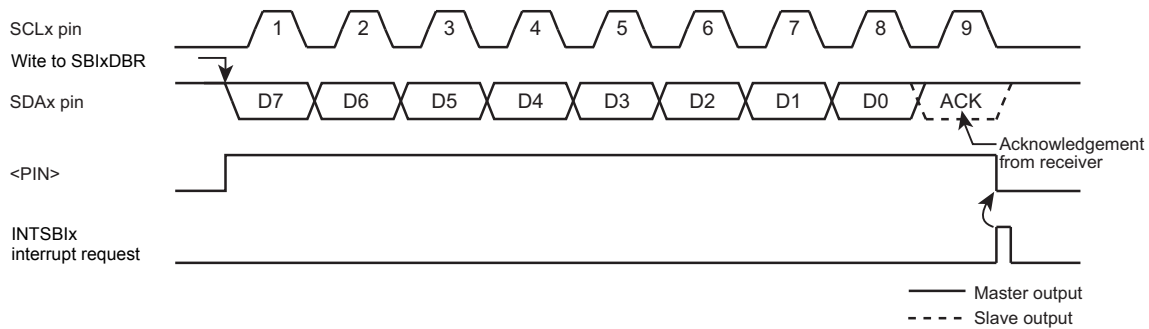 SCLx pin
1 2 3 4 5 6 7 8 9
Wite to SBIxDBR
SDAx pin
D7 D6 D5 D4 D3 D2 D1 D0 ACK
Acknowledgement
from receiver
<PIN>
INTSBIx
interrupt request
Master output
Slave output